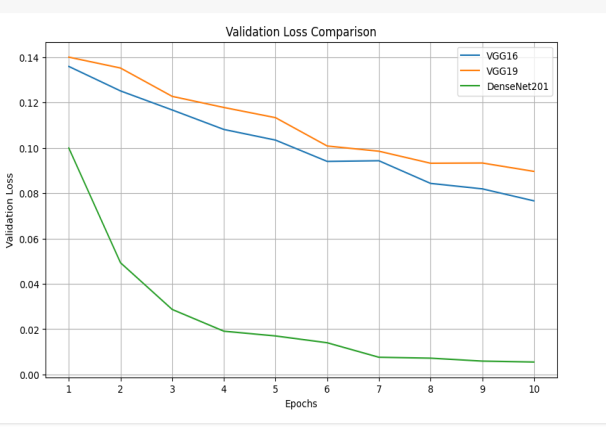 Validation Loss Comparison
VGG16
VGG19
DenseNet201
0.14
0.12
0.10
0.08
0.06
0.04
0.02
0.00
Validation Loss
1 2 3 4 5 6 7 8 9 10
Epochs